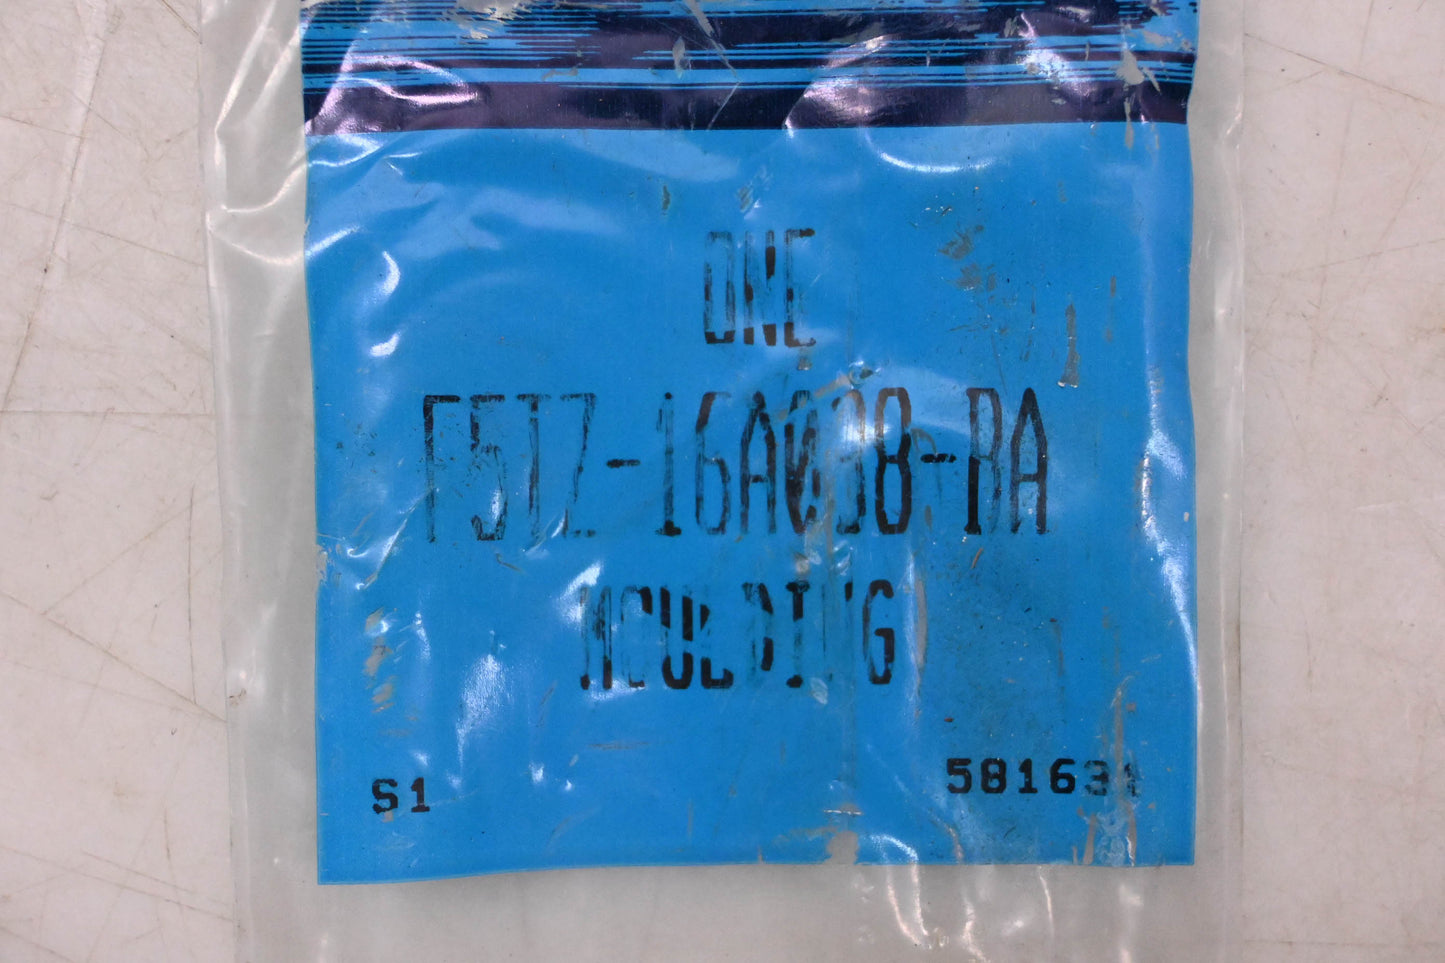 ONE
F5TZ-16A038-BA
MOULDING
S1 581631